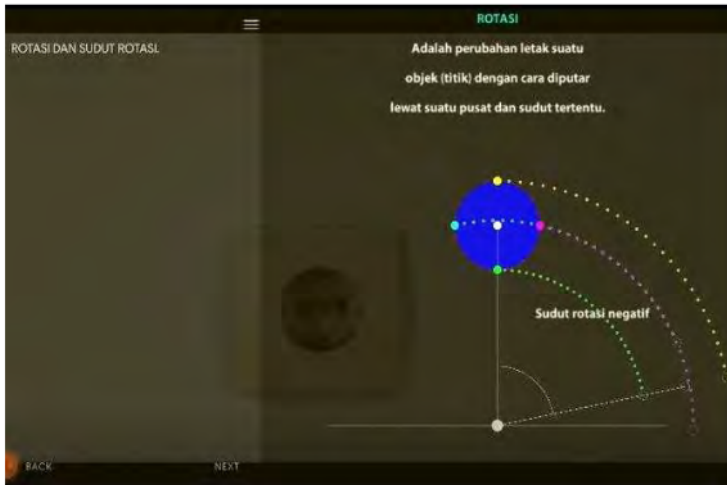 ROTASI
ROTASI DAN SUDUT ROTASI.
Adalah perubahan letak suatu
objek (titik) dengan cara diputar
lewat suatu pusat dan sudut tertentu.
Sudut rotasi negatif
BACK
NEXT